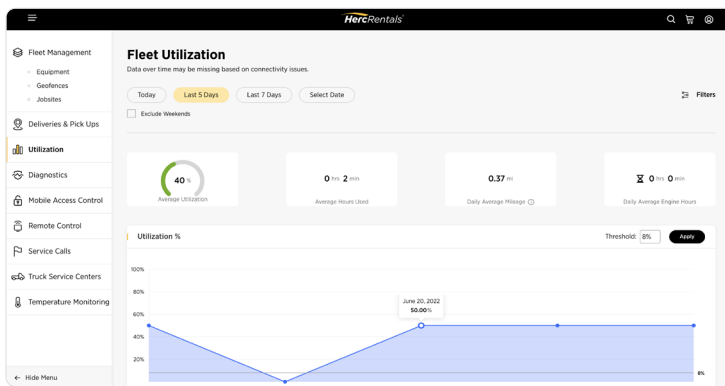 HercRentals
Fleet Management
Equipment
Geofences
Jobsites
Deliveries & Pick Ups
Utilization
Diagnostics
Mobile Access Control
Remote Control
Service Calls
Truck Service Centers
Temperature Monitoring
← Hide Menu
Fleet Utilization
Data over time may be missing based on connectivity issues.
Today Last 5 Days Last 7 Days Select Date Filters
Exclude Weekends
40 %
Average Utilization
0 hrs 2 min
Average Hours Used
0.37 mi
Daily Average Mileage
0 hrs 0 min
Daily Average Engine Hours
Utilization % Threshold: 8% Apply
100%
80%
June 20, 2022
50.00%
60%
40%
20%
8%